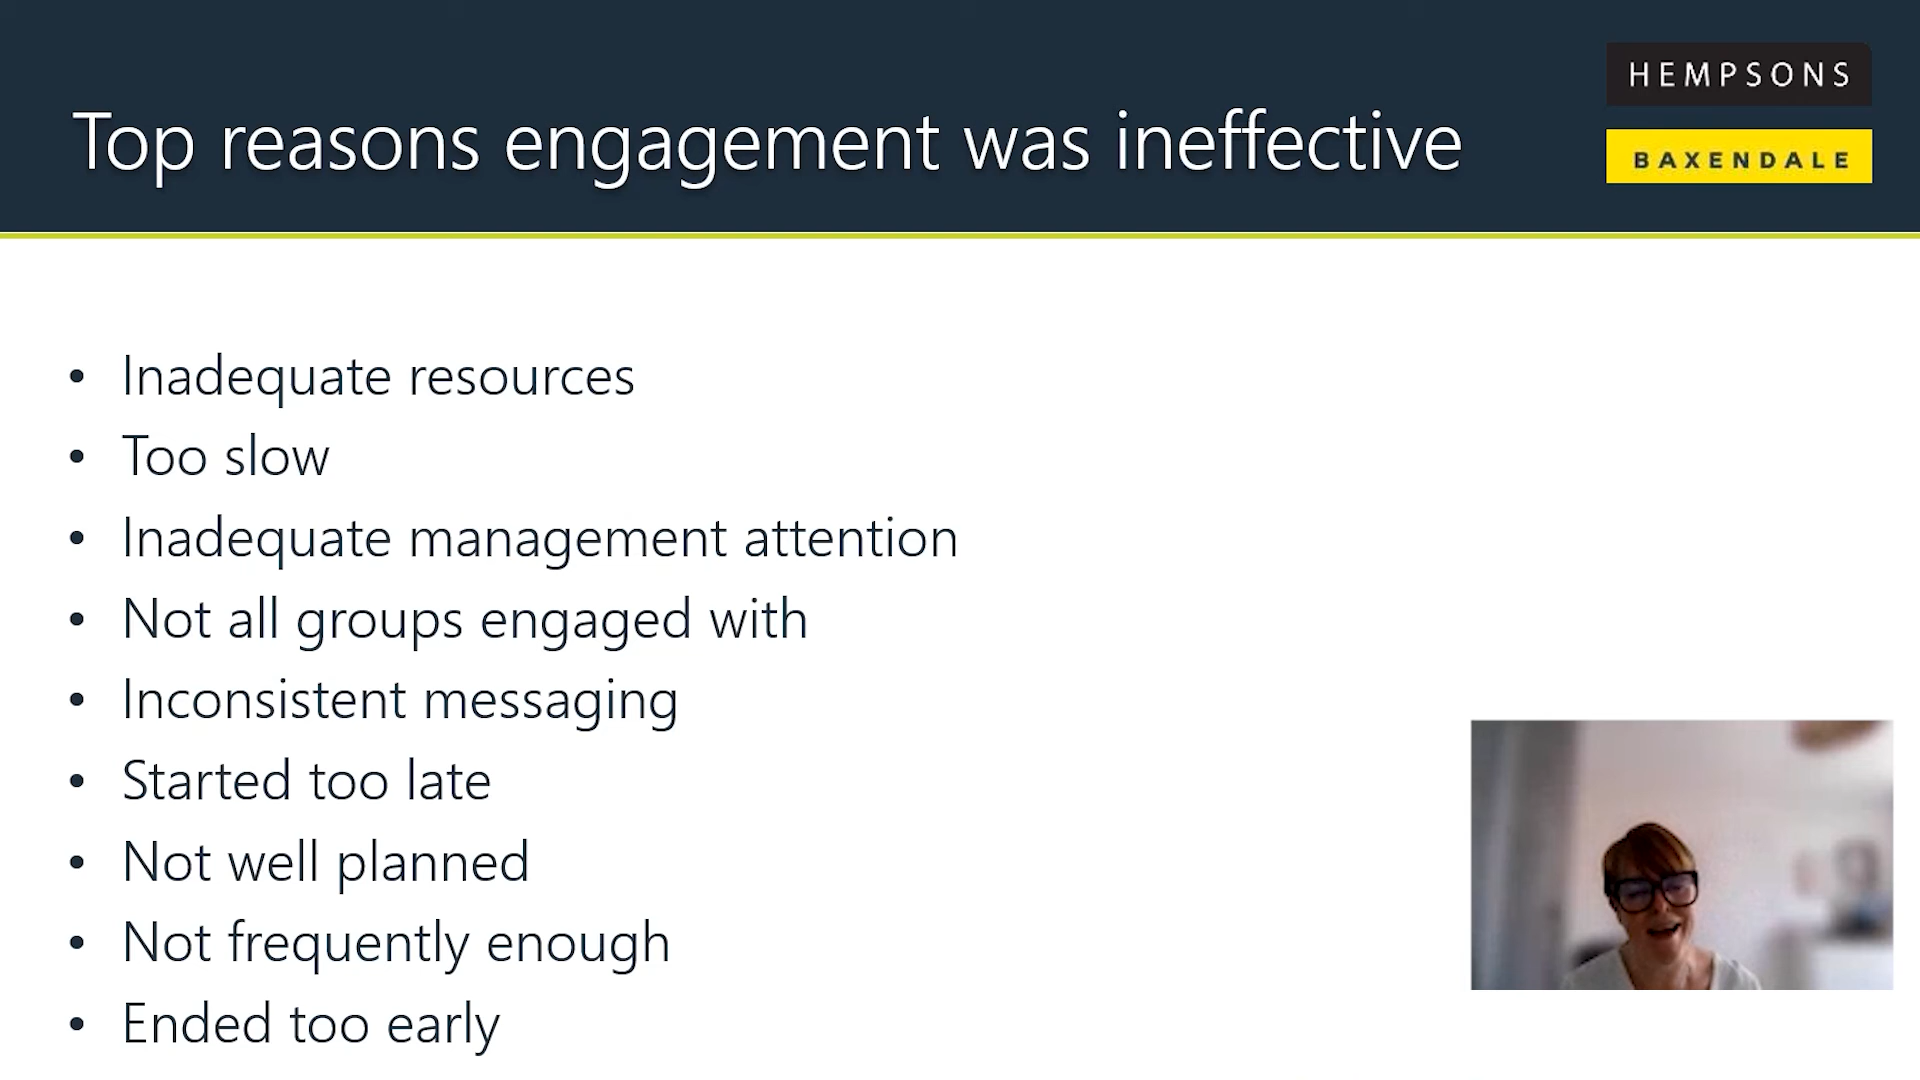 HEMPSONS
Top reasons engagement was ineffective
BAXENDALE
• Inadequate resources
• Too slow
• Inadequate management attention
• Not all groups engaged with
• Inconsistent messaging
• Started too late
• Not well planned
• Not frequently enough
• Ended too early